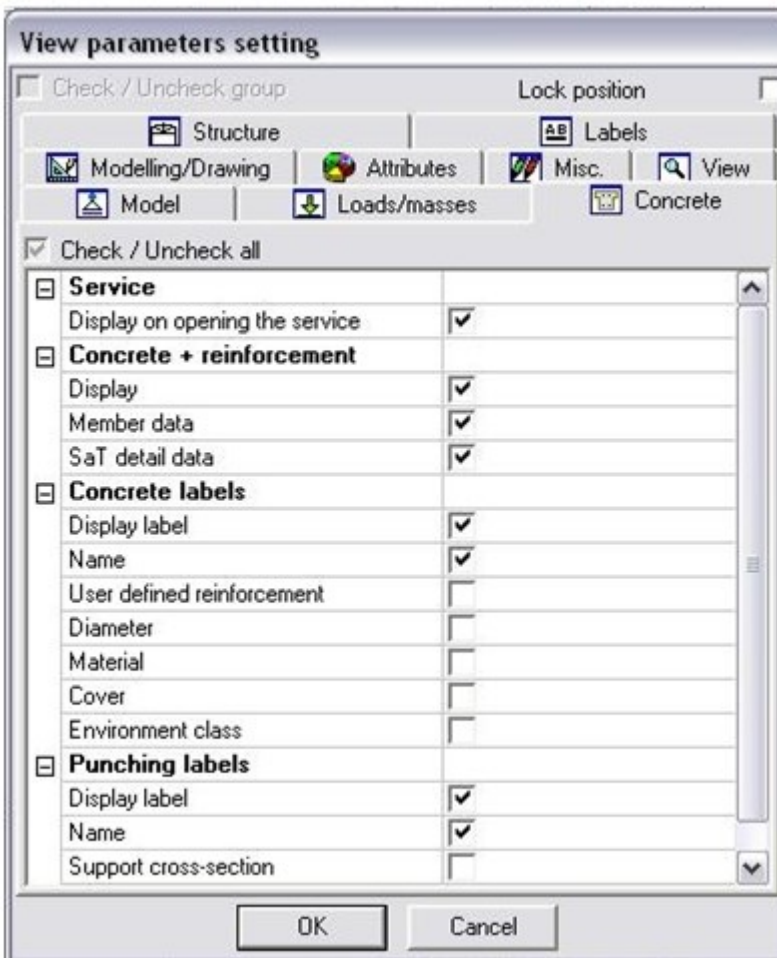 View parameters setting
Check / Uncheck group Lock position
Structure Labels
Modelling/Drawing Attributes Misc. View
Model Loads/masses Concrete
Check / Uncheck all
Service
Display on opening the service
Concrete + reinforcement
Display
Member data
SaT detail data
Concrete labels
Display label
Name
User defined reinforcement
Diameter
Material
Cover
Environment class
Punching labels
Display label
Name
Support cross-section
OK Cancel